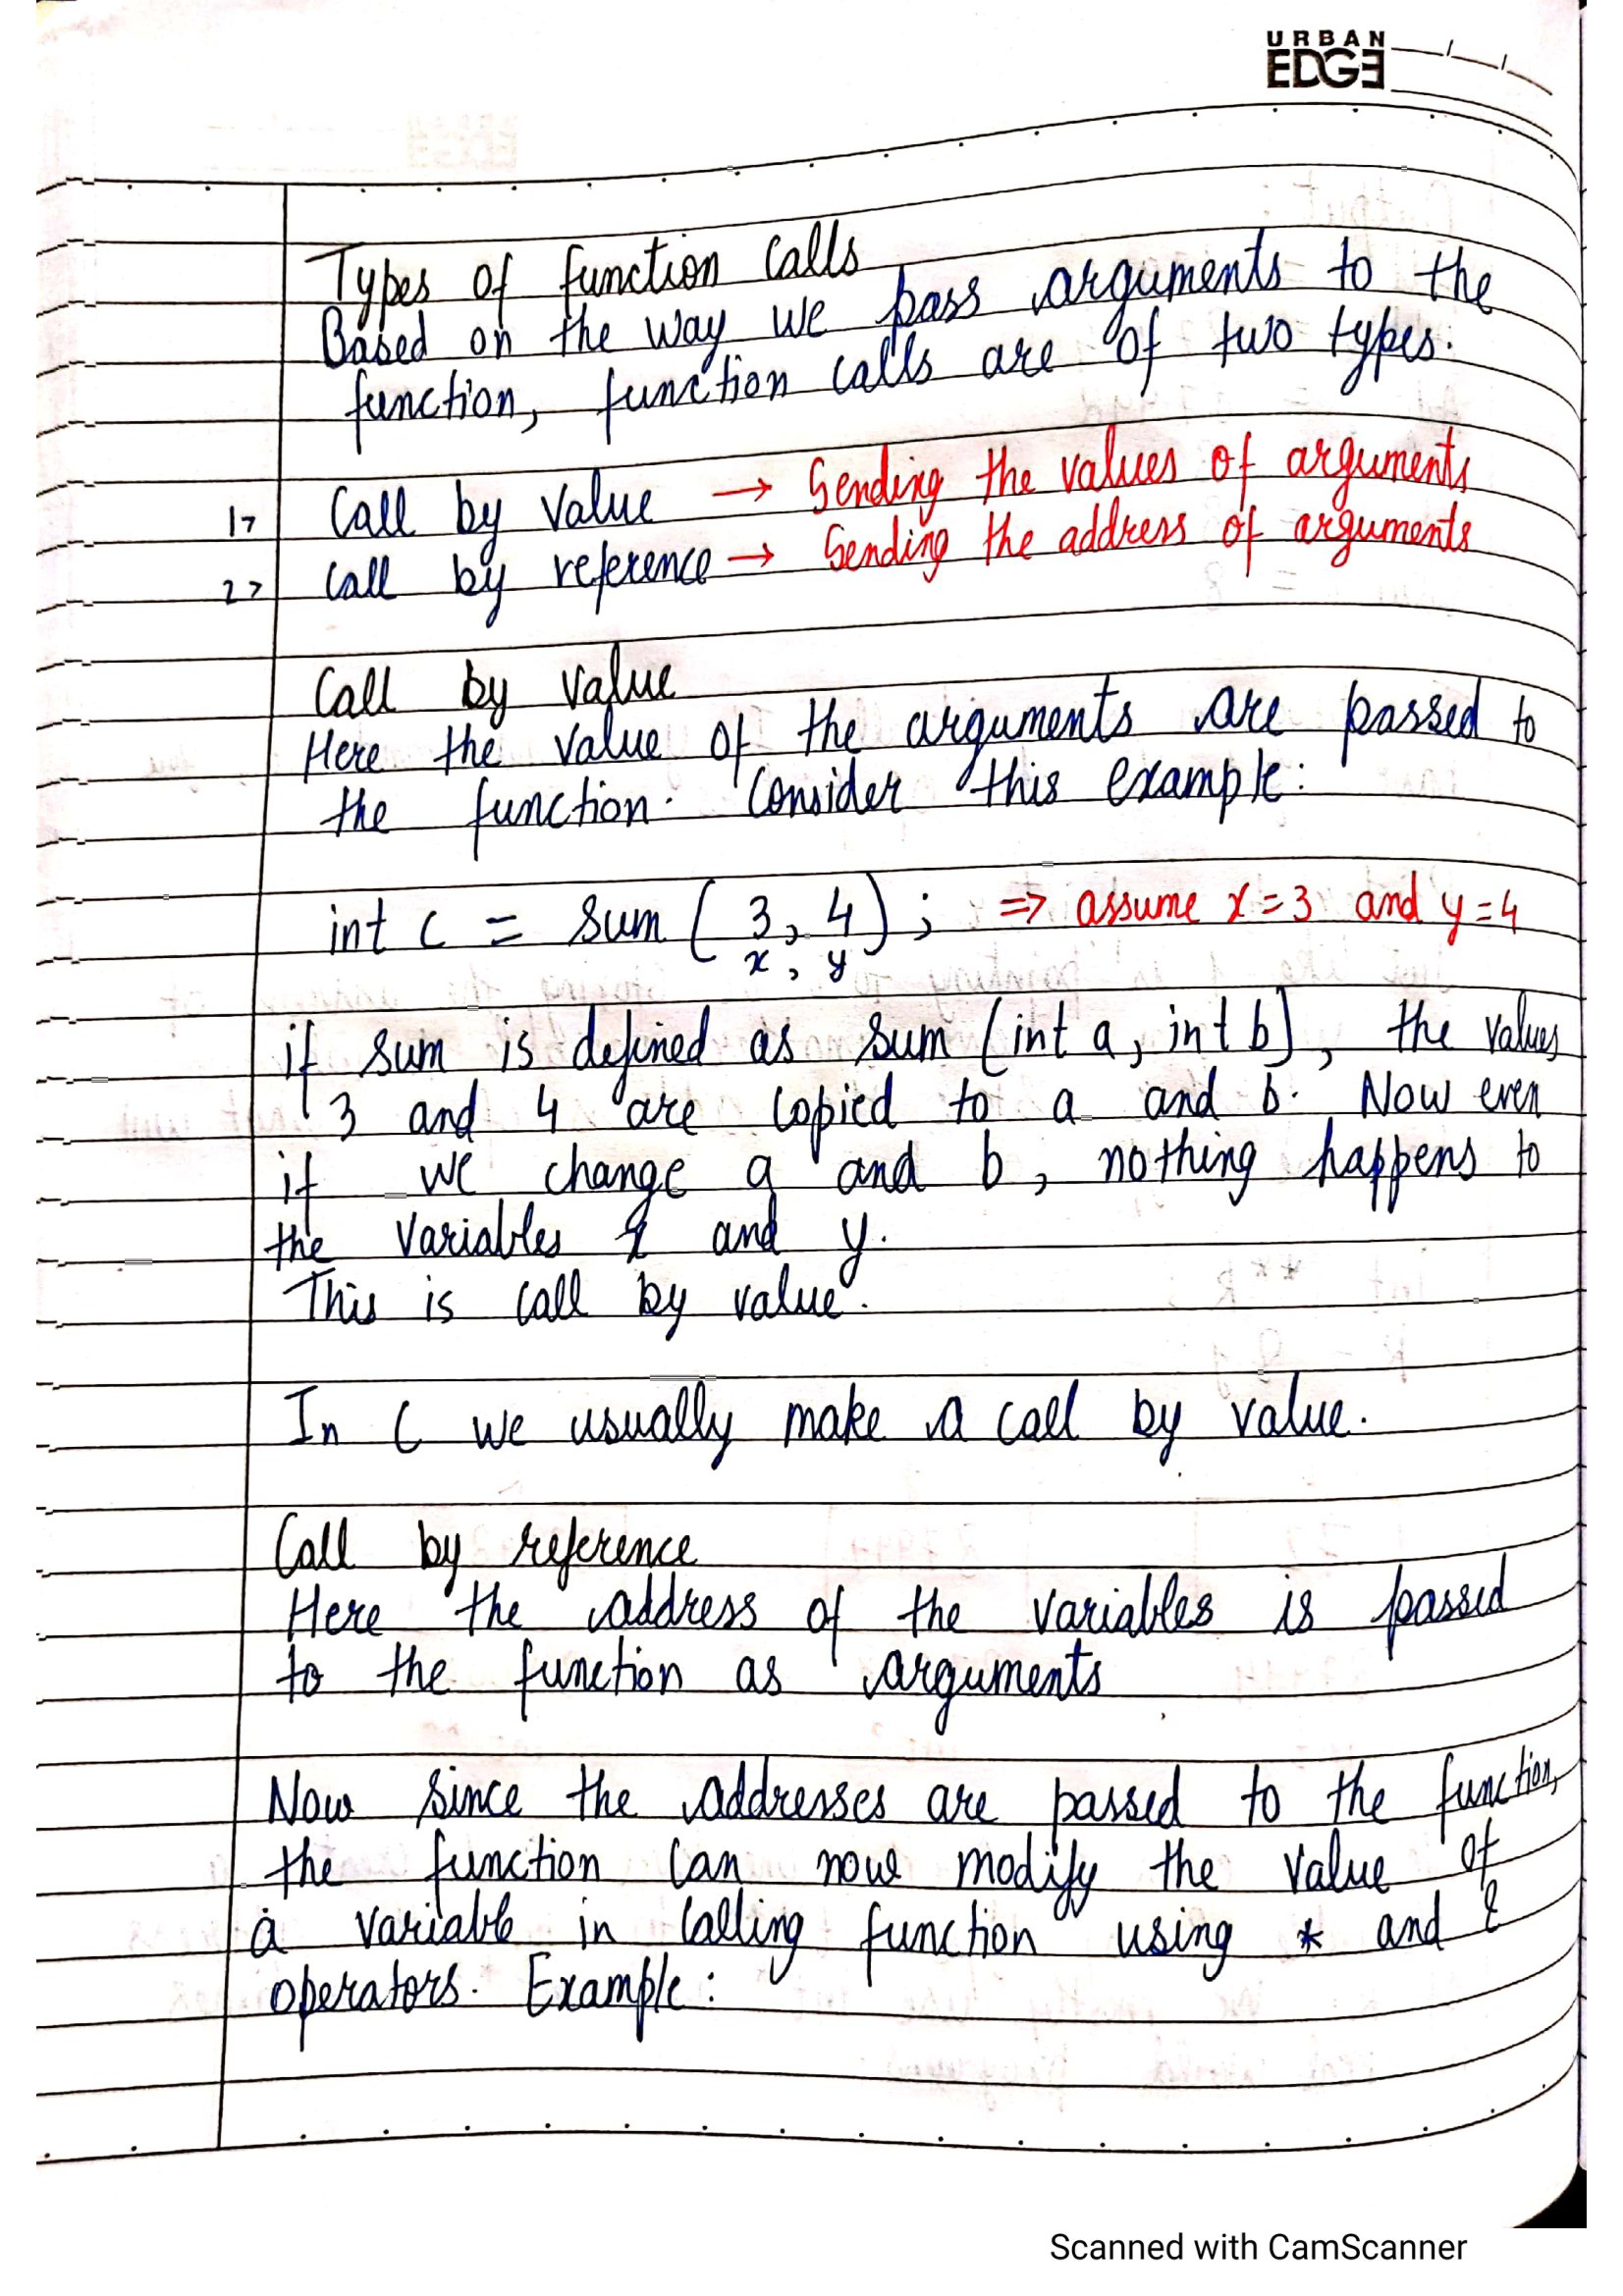 URBAN
EDGE
Types of function Calls
Based on the way we pass arguments to the
function, function calls are of two types.
1> Call by Value → Sending the values of arguments
2> Call by reference → Sending the address of arguments
Call by Value
Here the value of the arguments are passed to
the function. Consider this example:
int c = sum (3, 4); ⇒ assume x=3 and y=4
x, y
if sum is defined as sum (int a, int b), the values
3 and 4 are copied to a and b. Now even
if we change a and b, nothing happens to
the variables x and y.
This is call by value.
In C we usually make a call by value.
Call by reference
Here the address of the variables is passed
to the function as arguments
Now since the addresses are passed to the function,
the function can now modify the value of
a variable in calling function using * and &
operators. Example:
Scanned with CamScanner